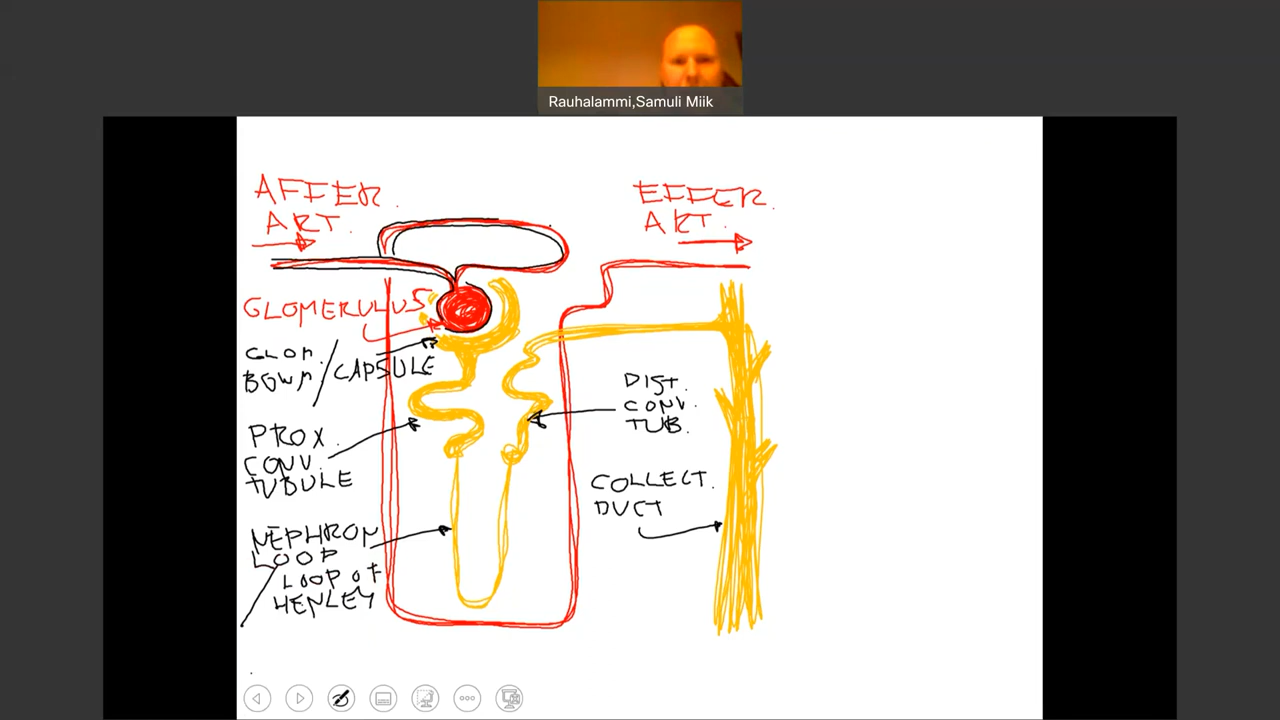 Rauhalammi,Samuli Miik
AFFER.
ART.
EFFER.
ART.
GLOMERULUS
GLOM.
BOWM/CAPSULE
PROX.
CONV.
TUBULE
NEPHRON
LOOP
/LOOP OF
HENLEY
DIST.
CONV.
TUB.
COLLECT.
DUCT